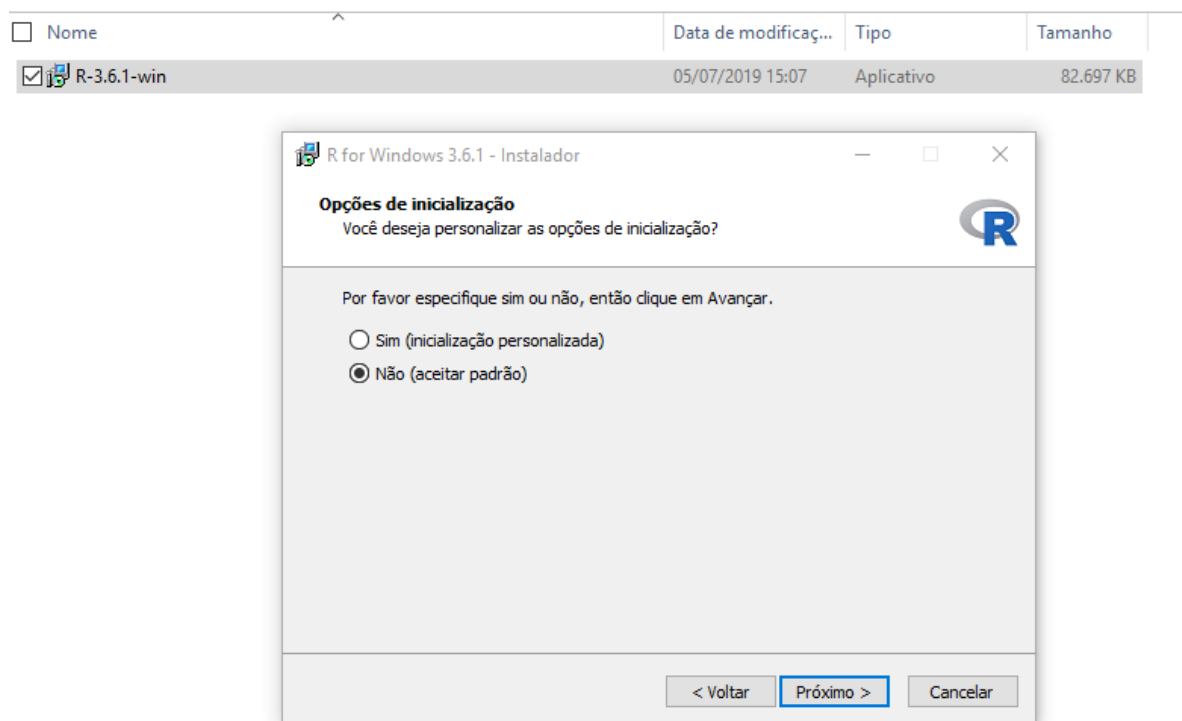 Nome Data de modificaç... Tipo Tamanho
R-3.6.1-win 05/07/2019 15:07 Aplicativo 82.697 KB
R for Windows 3.6.1 - Instalador
Opções de inicialização
Você deseja personalizar as opções de inicialização?
R
Por favor especifique sim ou não, então clique em Avançar.
Sim (inicialização personalizada)
Não (aceitar padrão)
< Voltar Próximo > Cancelar